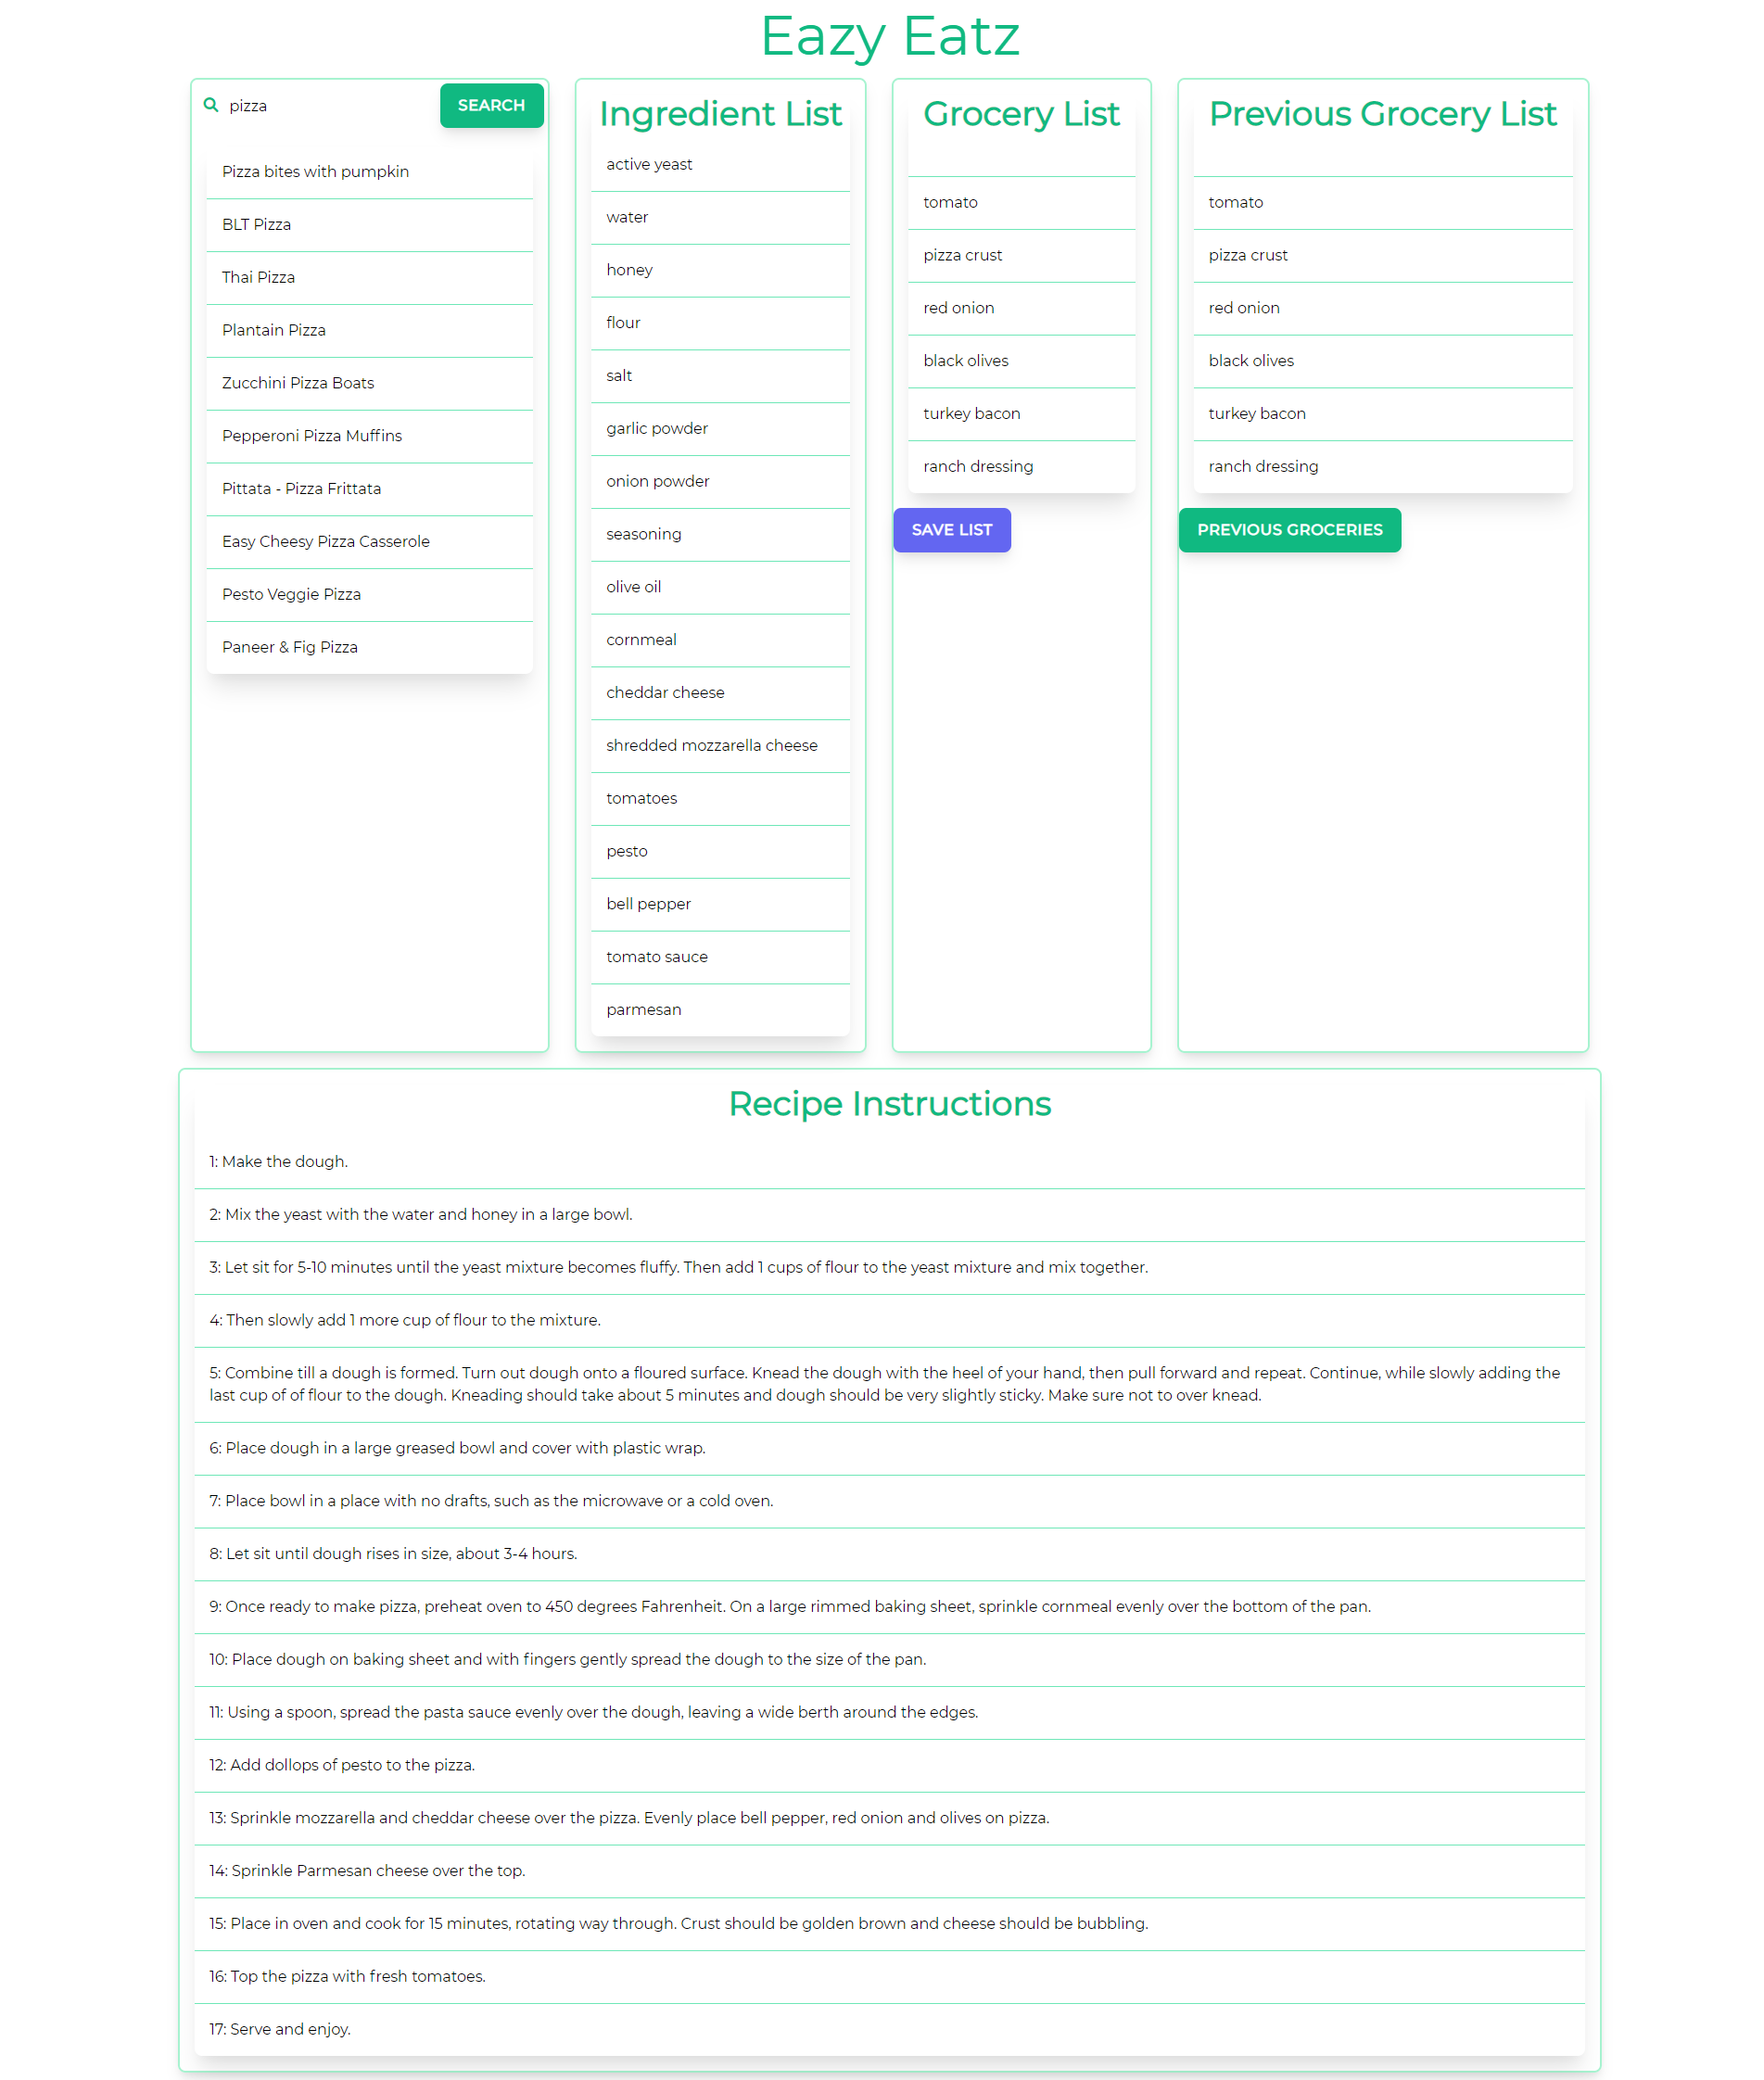 Eazy Eatz
pizza
SEARCH
Pizza bites with pumpkin
BLT Pizza
Thai Pizza
Plantain Pizza
Zucchini Pizza Boats
Pepperoni Pizza Muffins
Pittata - Pizza Frittata
Easy Cheesy Pizza Casserole
Pesto Veggie Pizza
Paneer & Fig Pizza
Ingredient List
active yeast
water
honey
flour
salt
garlic powder
onion powder
seasoning
olive oil
cornmeal
cheddar cheese
shredded mozzarella cheese
tomatoes
pesto
bell pepper
tomato sauce
parmesan
Grocery List
tomato
pizza crust
red onion
black olives
turkey bacon
ranch dressing
SAVE LIST
Previous Grocery List
tomato
pizza crust
red onion
black olives
turkey bacon
ranch dressing
PREVIOUS GROCERIES
Recipe Instructions
1: Make the dough.
2: Mix the yeast with the water and honey in a large bowl.
3: Let sit for 5-10 minutes until the yeast mixture becomes fluffy. Then add 1 cups of flour to the yeast mixture and mix together.
4: Then slowly add 1 more cup of flour to the mixture.
5: Combine till a dough is formed. Turn out dough onto a floured surface. Knead the dough with the heel of your hand, then pull forward and repeat. Continue, while slowly adding the
last cup of of flour to the dough. Kneading should take about 5 minutes and dough should be very slightly sticky. Make sure not to over knead.
6: Place dough in a large greased bowl and cover with plastic wrap.
7: Place bowl in a place with no drafts, such as the microwave or a cold oven.
8: Let sit until dough rises in size, about 3-4 hours.
9: Once ready to make pizza, preheat oven to 450 degrees Fahrenheit. On a large rimmed baking sheet, sprinkle cornmeal evenly over the bottom of the pan.
10: Place dough on baking sheet and with fingers gently spread the dough to the size of the pan.
11: Using a spoon, spread the pasta sauce evenly over the dough, leaving a wide berth around the edges.
12: Add dollops of pesto to the pizza.
13: Sprinkle mozzarella and cheddar cheese over the pizza. Evenly place bell pepper, red onion and olives on pizza.
14: Sprinkle Parmesan cheese over the top.
15: Place in oven and cook for 15 minutes, rotating way through. Crust should be golden brown and cheese should be bubbling.
16: Top the pizza with fresh tomatoes.
17: Serve and enjoy.